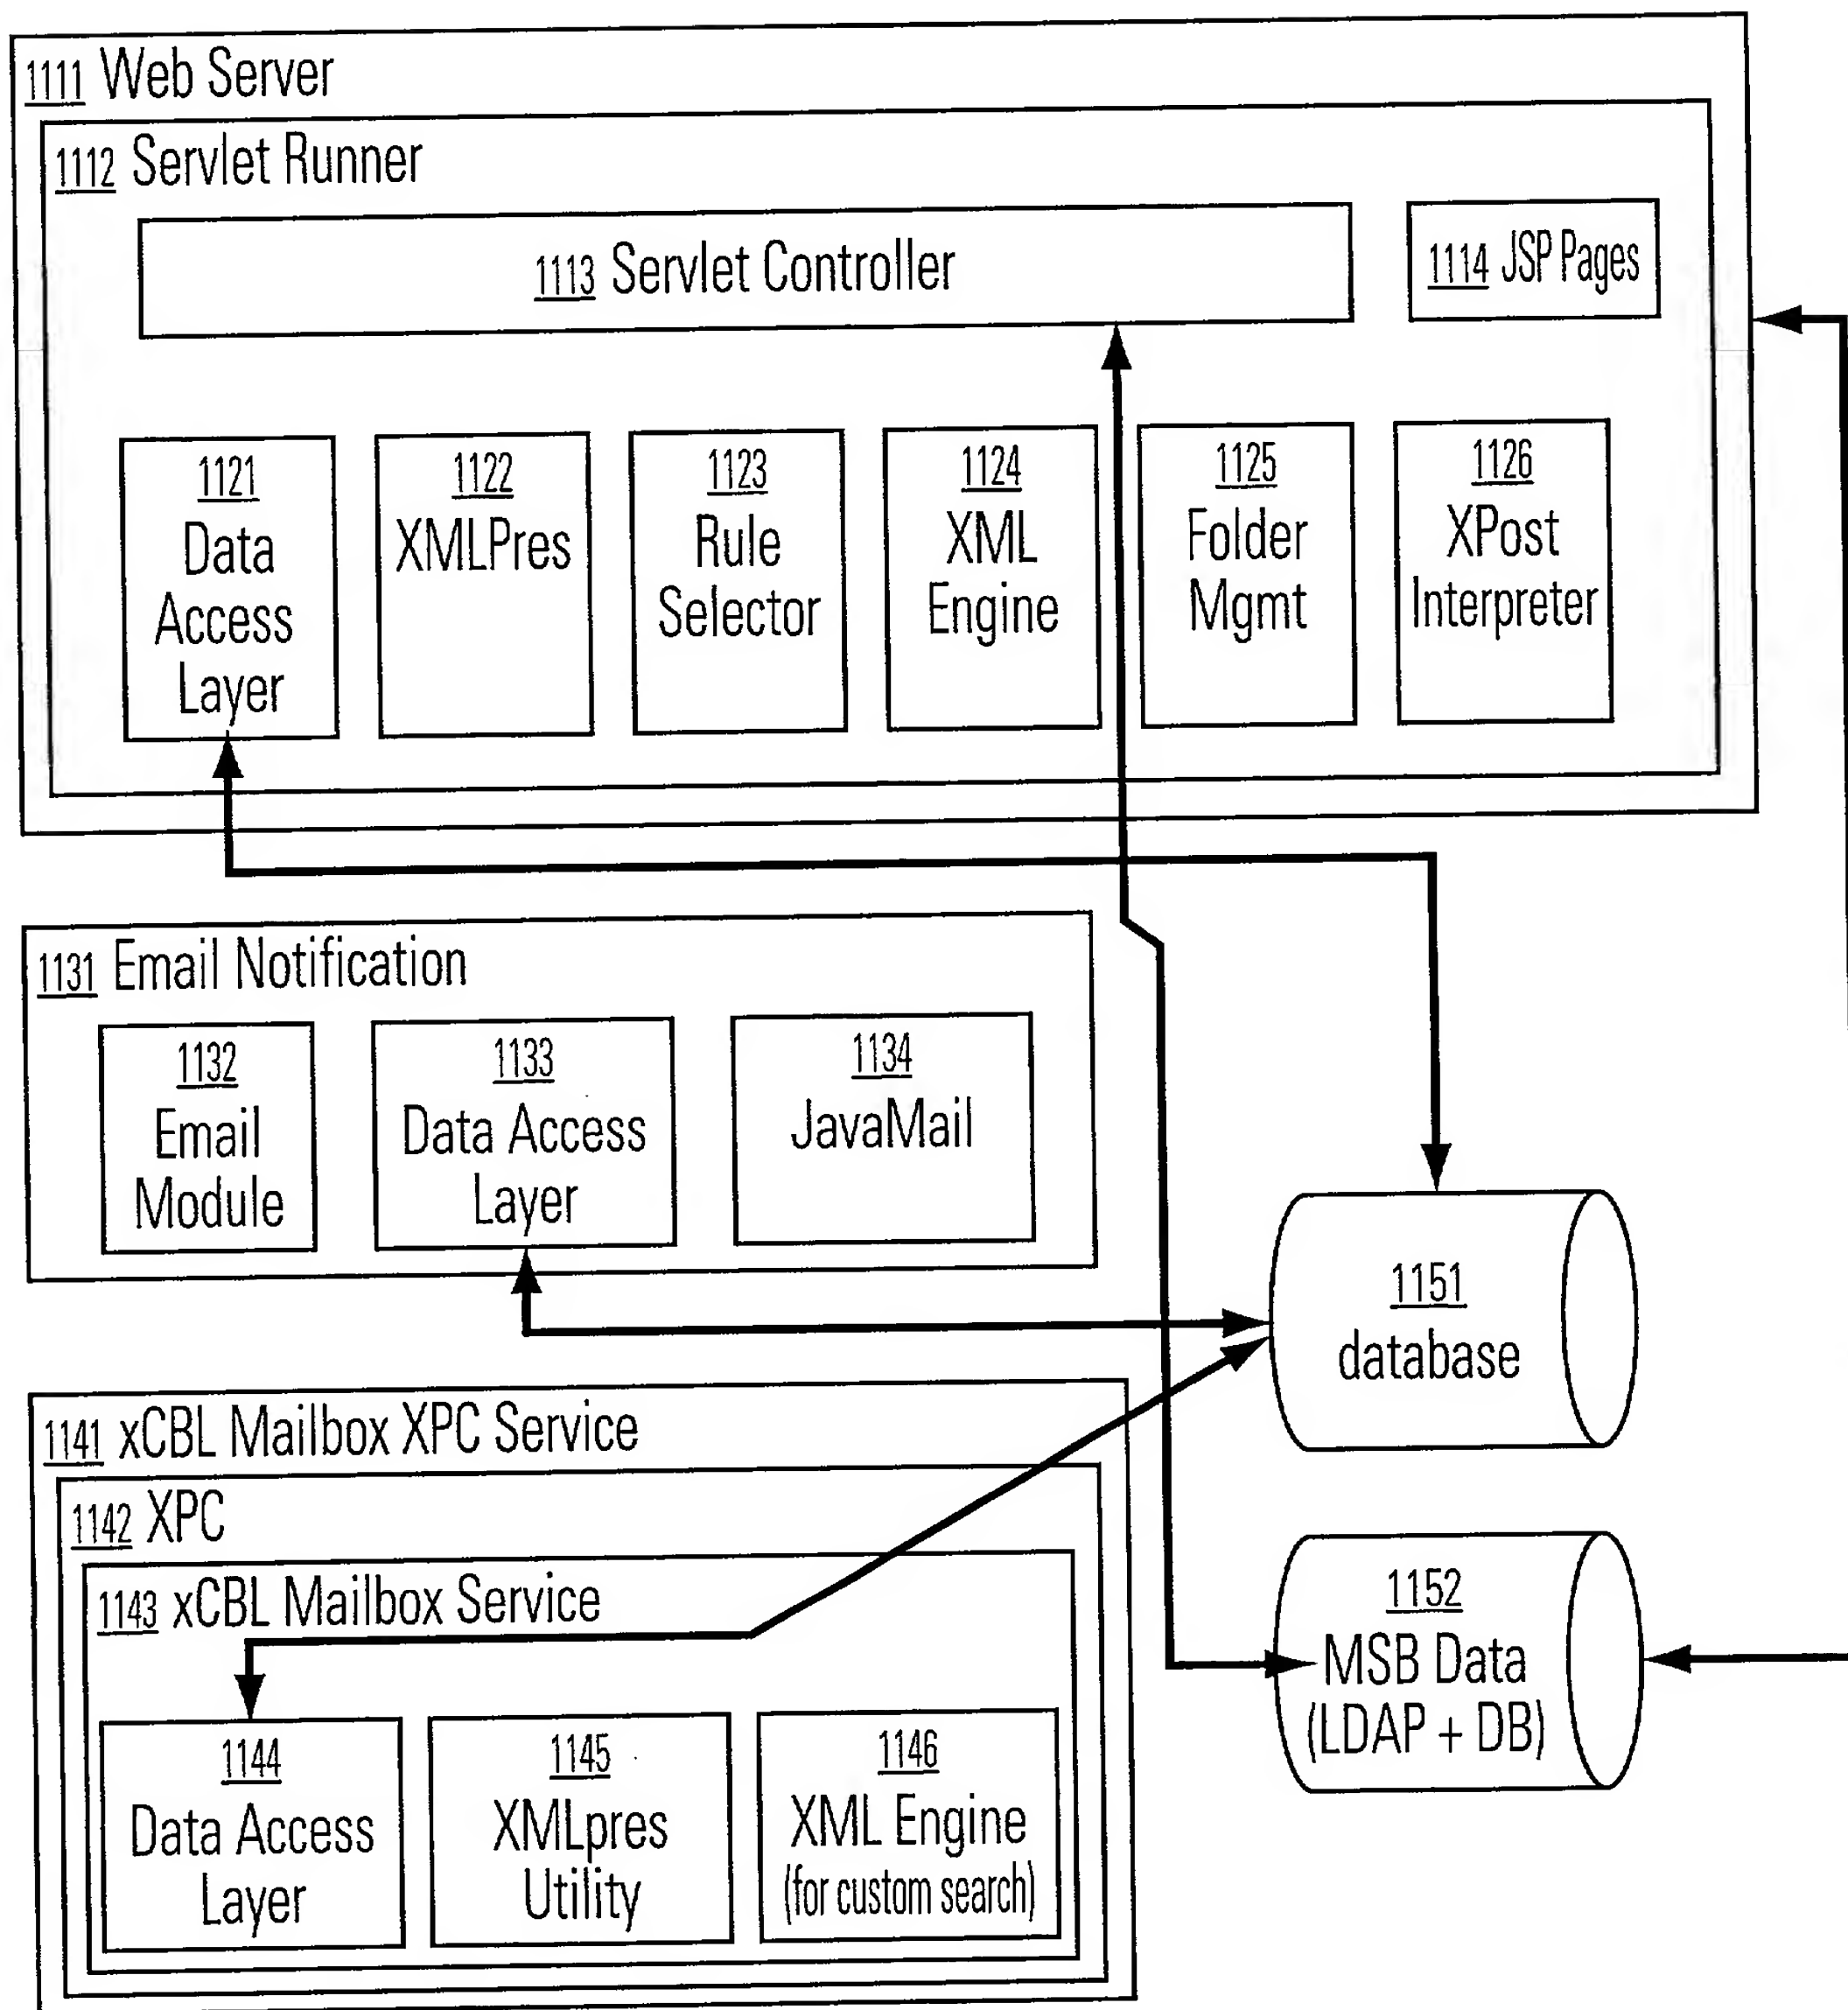 1111 Web Server
1112 Servlet Runner
1113 Servlet Controller
1114 JSP Pages
1121
Data
Access
Layer
1122
XMLPres
1123
Rule
Selector
1124
XML
Engine
1125
Folder
Mgmt
1126
XPost
Interpreter
1131 Email Notification
1132
Email
Module
1133
Data Access
Layer
1134
JavaMail
1151
database
1141 xCBL Mailbox XPC Service
1142 XPC
1143 xCBL Mailbox Service
1144
Data Access
Layer
1145
XMLpres
Utility
1146
XML Engine
(for custom search)
1152
MSB Data
(LDAP + DB)